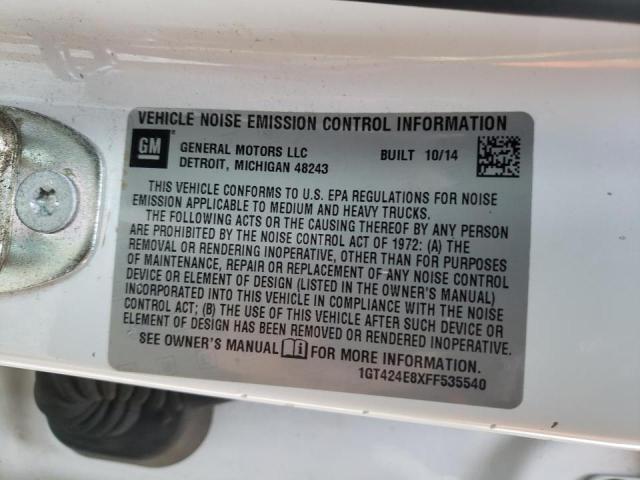 VEHICLE NOISE EMISSION CONTROL INFORMATION
GM
GENERAL MOTORS LLC
DETROIT, MICHIGAN 48243
BUILT 10/14
THIS VEHICLE CONFORMS TO U.S. EPA REGULATIONS FOR NOISE
EMISSION APPLICABLE TO MEDIUM AND HEAVY TRUCKS.
THE FOLLOWING ACTS OR THE CAUSING THEREOF BY ANY PERSON
ARE PROHIBITED BY THE NOISE CONTROL ACT OF 1972: (A) THE
REMOVAL OR RENDERING INOPERATIVE, OTHER THAN FOR PURPOSES
OF MAINTENANCE, REPAIR OR REPLACEMENT OF ANY NOISE CONTROL
DEVICE OR ELEMENT OF DESIGN (LISTED IN THE OWNER'S MANUAL)
INCORPORATED INTO THIS VEHICLE IN COMPLIANCE WITH THE NOISE
CONTROL ACT; (B) THE USE OF THIS VEHICLE AFTER SUCH DEVICE OR
ELEMENT OF DESIGN HAS BEEN REMOVED OR RENDERED INOPERATIVE.
SEE OWNER'S MANUAL FOR MORE INFORMATION.
1GT424E8XFF535540